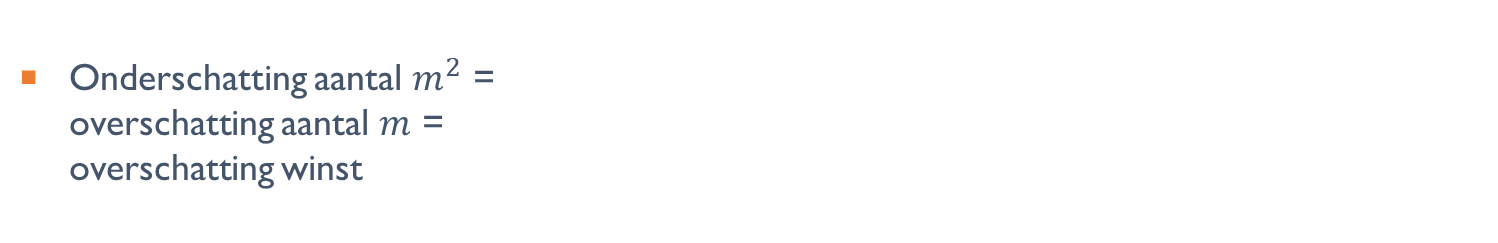 Onderschatting aantal m² =
overschatting aantal m =
overschatting winst